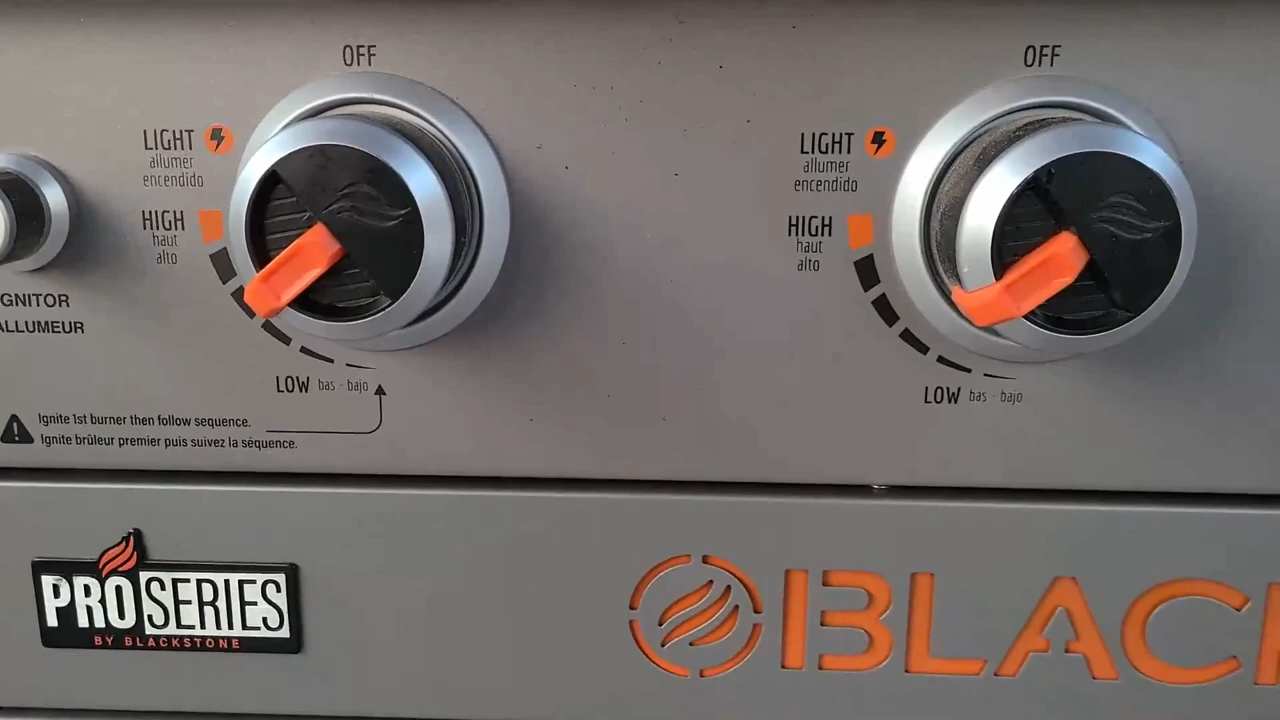 OFF
LIGHT
allumer
encendido
HIGH
haut
alto
LOW bas - bajo
OFF
LIGHT
allumer
encendido
HIGH
haut
alto
LOW bas - bajo
GNITOR
ALLUMEUR
Ignite 1st burner then follow sequence.
Ignite brûleur premier puis suivez la séquence.
PRO SERIES
BY BLACKSTONE
BLAC